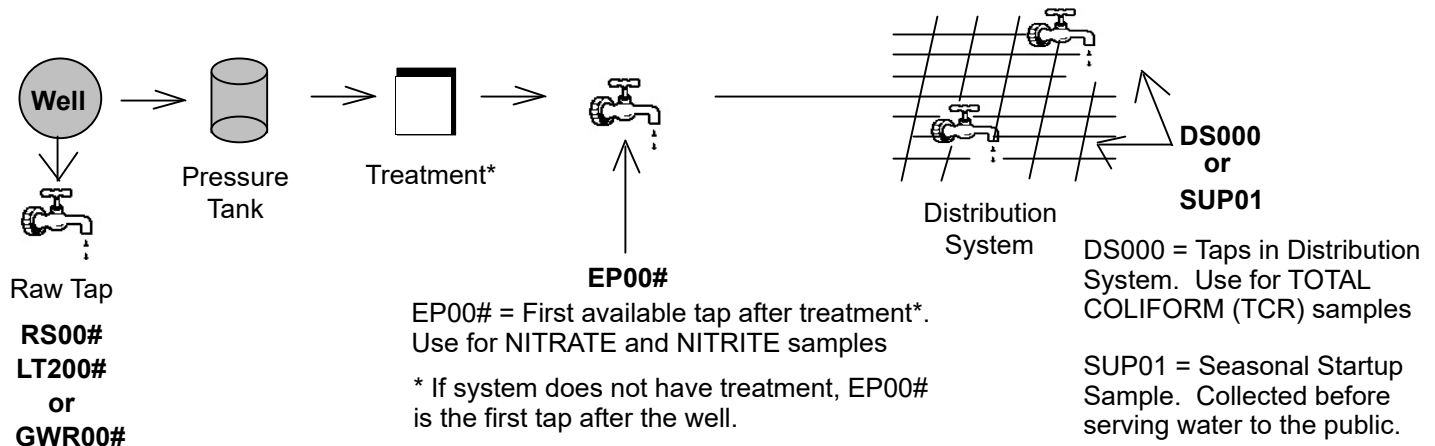 Well
Pressure
Tank
Treatment*
Raw Tap
RS00#
LT200#
or
GWR00#
EP00#
EP00# = First available tap after treatment*.
Use for NITRATE and NITRITE samples
* If system does not have treatment, EP00#
is the first tap after the well.
Distribution
System
DS000
or
SUP01
DS000 = Taps in Distribution
System. Use for TOTAL
COLIFORM (TCR) samples
SUP01 = Seasonal Startup
Sample. Collected before
serving water to the public.